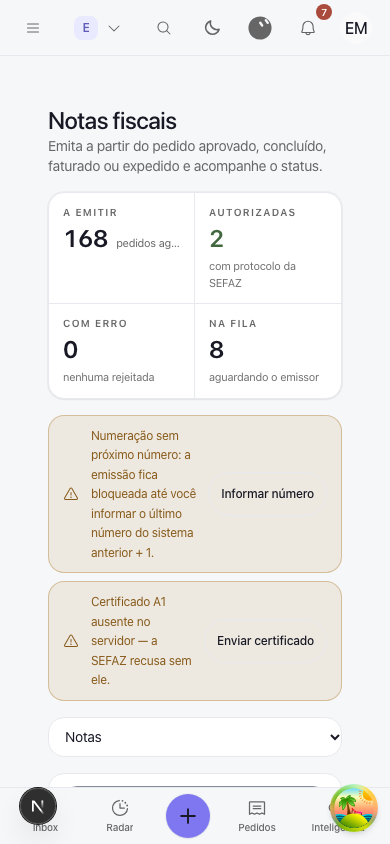 E
7
EM
Notas fiscais
Emita a partir do pedido aprovado, concluído,
faturado ou expedido e acompanhe o status.
A EMITIR
168 pedidos ag...
AUTORIZADAS
2
com protocolo da
SEFAZ
COM ERRO
0
nenhuma rejeitada
NA FILA
8
aguardando o emissor
Numeração sem
próximo número: a
emissão fica
bloqueada até você
informar o último
número do sistema
anterior + 1.
Informar número
Certificado A1
ausente no
servidor — a
SEFAZ recusa sem
ele.
Enviar certificado
Notas
N
Inbox
Radar
Pedidos